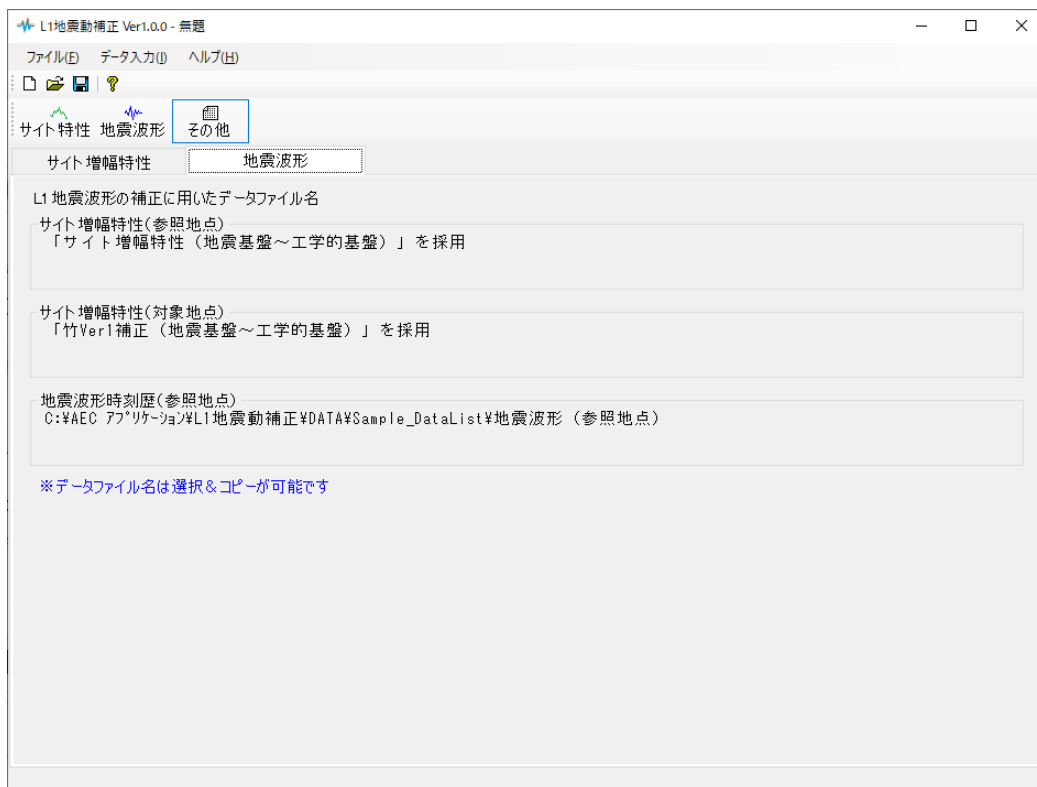 L1地震動補正 Ver1.0.0 - 無題
ファイル(F) データ入力(I) ヘルプ(H)
サイト特性 地震波形 その他
サイト増幅特性 地震波形
L1地震波形の補正に用いたデータファイル名
サイト増幅特性(参照地点)
「サイト増幅特性（地震基盤～工学的基盤）」を採用
サイト増幅特性(対象地点)
「竹Ver1補正（地震基盤～工学的基盤）」を採用
地震波形時刻歴(参照地点)
C:¥AEC ｱﾌﾟﾘｹｰｼｮﾝ¥L1地震動補正¥DATA¥Sample_DataList¥地震波形（参照地点）
※データファイル名は選択＆コピーが可能です